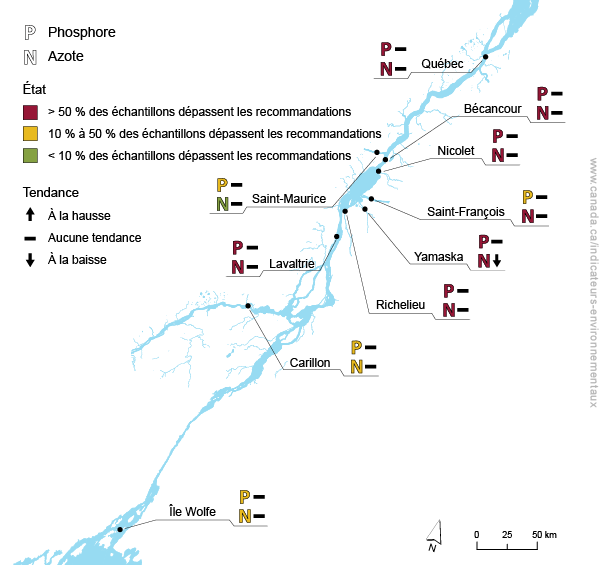 P Phosphore
N Azote
État
> 50 % des échantillons dépassent les recommandations
10 % à 50 % des échantillons dépassent les recommandations
< 10 % des échantillons dépassent les recommandations
Tendance
À la hausse
Aucune tendance
À la baisse
P
N
Québec
P
N
Bécancour
P
N
Nicolet
P
N
Saint-Maurice
P
N
Saint-François
P
N
Yamaska
P
N
Lavaltrie
P
N
Richelieu
P
N
Carillon
P
N
Île Wolfe
N
0 25 50 km
www.canada.ca/indicateurs-environnementaux